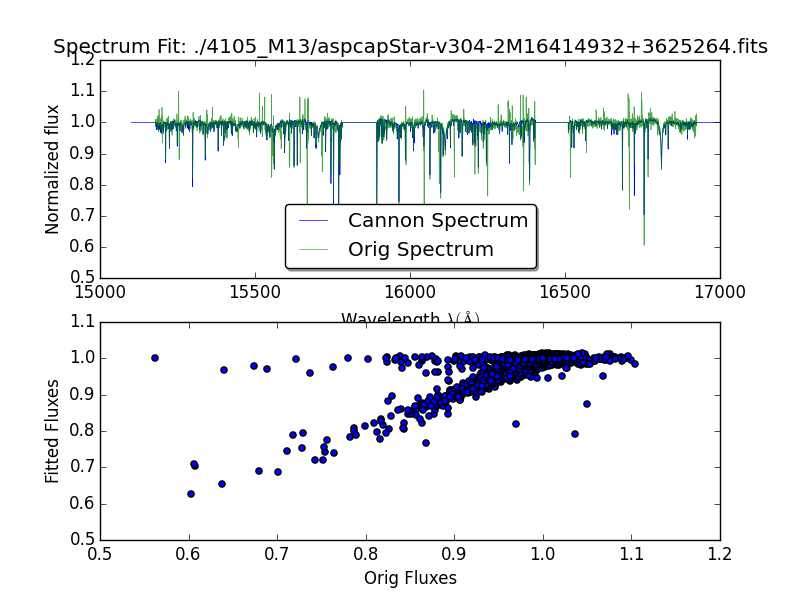 Spectrum Fit: ./4105_M13/aspcapStar-v304-2M16414932+3625264.fits
Normalized flux
1.2
1.1
1.0
0.9
0.8
0.7
0.6
0.5
Cannon Spectrum
Orig Spectrum
15000 15500 16000 16500 17000
Wavelength λ(Å)
Fitted Fluxes
1.1
1.0
0.9
0.8
0.7
0.6
0.5
0.5 0.6 0.7 0.8 0.9 1.0 1.1 1.2
Orig Fluxes